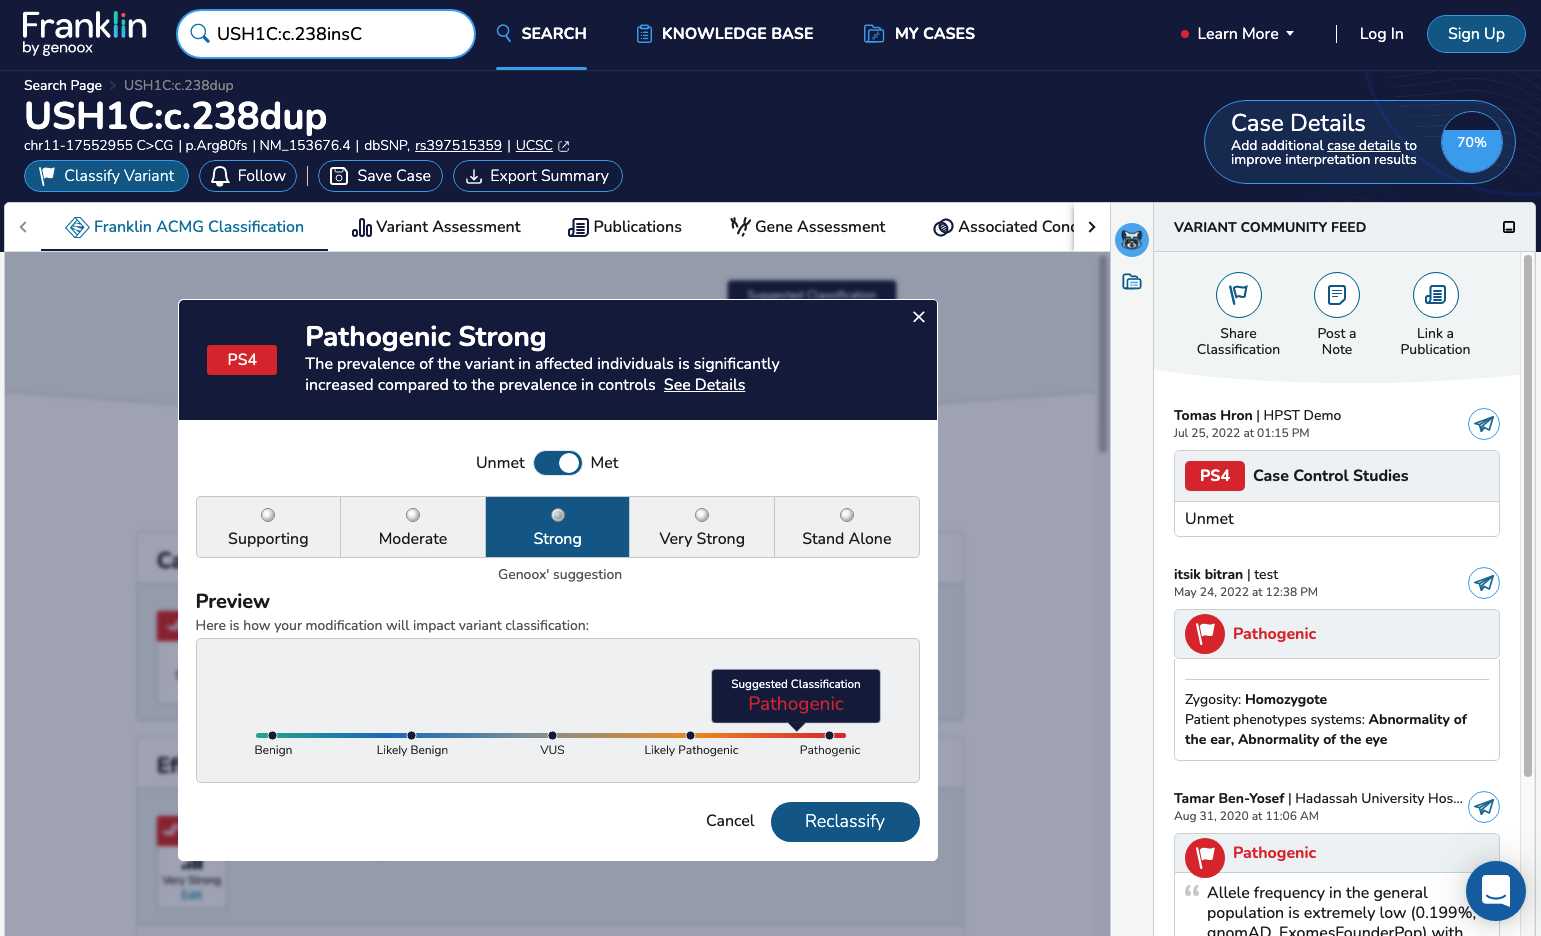 Franklin
by genoox
USH1C:c.238insC
SEARCH
KNOWLEDGE BASE
MY CASES
Learn More
Log In
Sign Up
Search Page > USH1C:c.238dup
USH1C:c.238dup
chr11-17552955 C>CG | p.Arg80fs | NM_153676.4 | dbSNP, rs397515359 | UCSC
Classify Variant
Follow
Save Case
Export Summary
Case Details
Add additional case details to
improve interpretation results
70%
Franklin ACMG Classification
Variant Assessment
Publications
Gene Assessment
Associated Con
VARIANT COMMUNITY FEED
Suggested Classification
PS4
Pathogenic Strong
The prevalence of the variant in affected individuals is significantly
increased compared to the prevalence in controls See Details
Unmet
Met
Supporting
Moderate
Strong
Very Strong
Stand Alone
Genoox' suggestion
Preview
Here is how your modification will impact variant classification:
Suggested Classification
Pathogenic
Benign
Likely Benign
VUS
Likely Pathogenic
Pathogenic
Cancel
Reclassify
Very Strong
Edit
Share
Classification
Post a
Note
Link a
Publication
Tomas Hron | HPST Demo
Jul 25, 2022 at 01:15 PM
PS4 Case Control Studies
Unmet
itsik bitran | test
May 24, 2022 at 12:38 PM
Pathogenic
Zygosity: Homozygote
Patient phenotypes systems: Abnormality of
the ear, Abnormality of the eye
Tamar Ben-Yosef | Hadassah University Hos...
Aug 31, 2020 at 11:06 AM
Pathogenic
Allele frequency in the general
population is extremely low (0.199%,
gnomAD, ExomesFounderPop) with